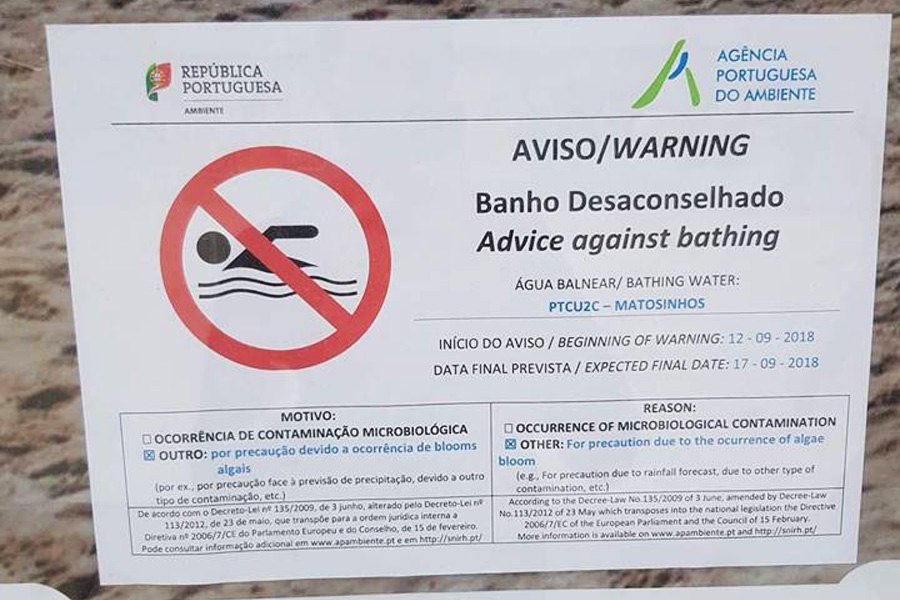 REPÚBLICA
PORTUGUESA
AMBIENTE
AGÊNCIA
PORTUGUESA
DO AMBIENTE
AVISO/WARNING
Banho Desaconselhado
Advice against bathing
ÁGUA BALNEAR/ BATHING WATER:
PTCU2C – MATOSINHOS
INÍCIO DO AVISO / BEGINNING OF WARNING: 12 - 09 - 2018
DATA FINAL PREVISTA / EXPECTED FINAL DATE: 17 - 09 - 2018
MOTIVO:
☐ OCORRÊNCIA DE CONTAMINAÇÃO MICROBIOLÓGICA
☒ OUTRO: por precaução devido a ocorrência de blooms
algais
(por ex., por precaução face à previsão de precipitação, devido a outro
tipo de contaminação, etc.)
De acordo com o Decreto-Lei nº 135/2009, de 3 junho, alterado pelo Decreto-Lei nº
113/2012, de 23 de maio, que transpõe para a ordem jurídica interna a
Diretiva nº 2006/7/CE do Parlamento Europeu e do Conselho, de 15 de fevereiro.
Pode consultar informação adicional em www.apambiente.pt e em http://snirh.pt/
REASON:
☐ OCCURRENCE OF MICROBIOLOGICAL CONTAMINATION
☒ OTHER: For precaution due to the ocurrence of algae
bloom
(e.g., For precaution due to rainfall forecast, due to other type of
contamination, etc.)
According to the Decree-Law No.135/2009 of 3 June, amended by Decree-Law
No.113/2012 of 23 May which transposes into the national legislation the Directive
2006/7/EC of the European Parliament and the Council of 15 February.
More information is available on www.apambiente.pt and http://snirh.pt/